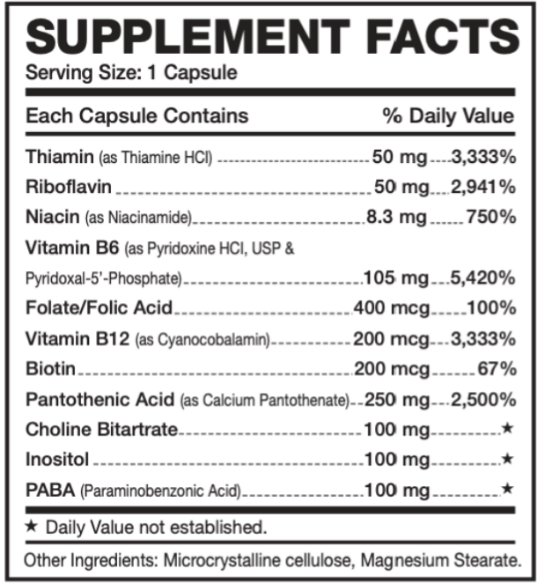 SUPPLEMENT FACTS
Serving Size: 1 Capsule
Each Capsule Contains % Daily Value
Thiamin (as Thiamine HCl) 50 mg 3,333%
Riboflavin 50 mg 2,941%
Niacin (as Niacinamide) 8.3 mg 750%
Vitamin B6 (as Pyridoxine HCl, USP &
Pyridoxal-5'-Phosphate) 105 mg 5,420%
Folate/Folic Acid 400 mcg 100%
Vitamin B12 (as Cyanocobalamin) 200 mcg 3,333%
Biotin 200 mcg 67%
Pantothenic Acid (as Calcium Pantothenate) 250 mg 2,500%
Choline Bitartrate 100 mg ★
Inositol 100 mg ★
PABA (Paraminobenzonic Acid) 100 mg ★
★ Daily Value not established.
Other Ingredients: Microcrystalline cellulose, Magnesium Stearate.